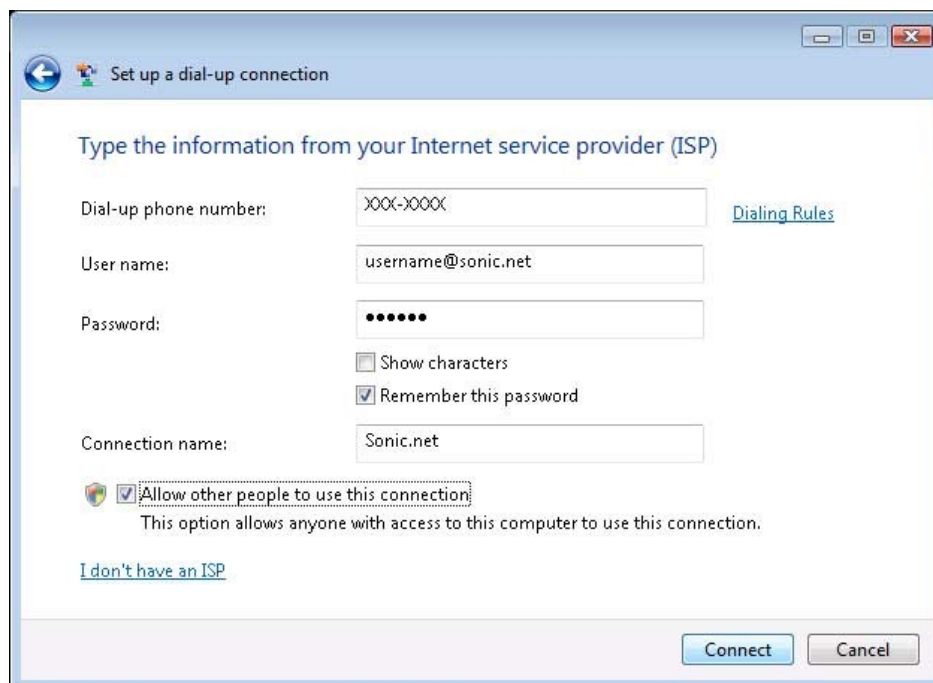 Set up a dial-up connection
Type the information from your Internet service provider (ISP)
Dial-up phone number: XXX-XXXX Dialing Rules
User name: username@sonic.net
Password: ••••••
Show characters
Remember this password
Connection name: Sonic.net
Allow other people to use this connection
This option allows anyone with access to this computer to use this connection.
I don't have an ISP
Connect Cancel